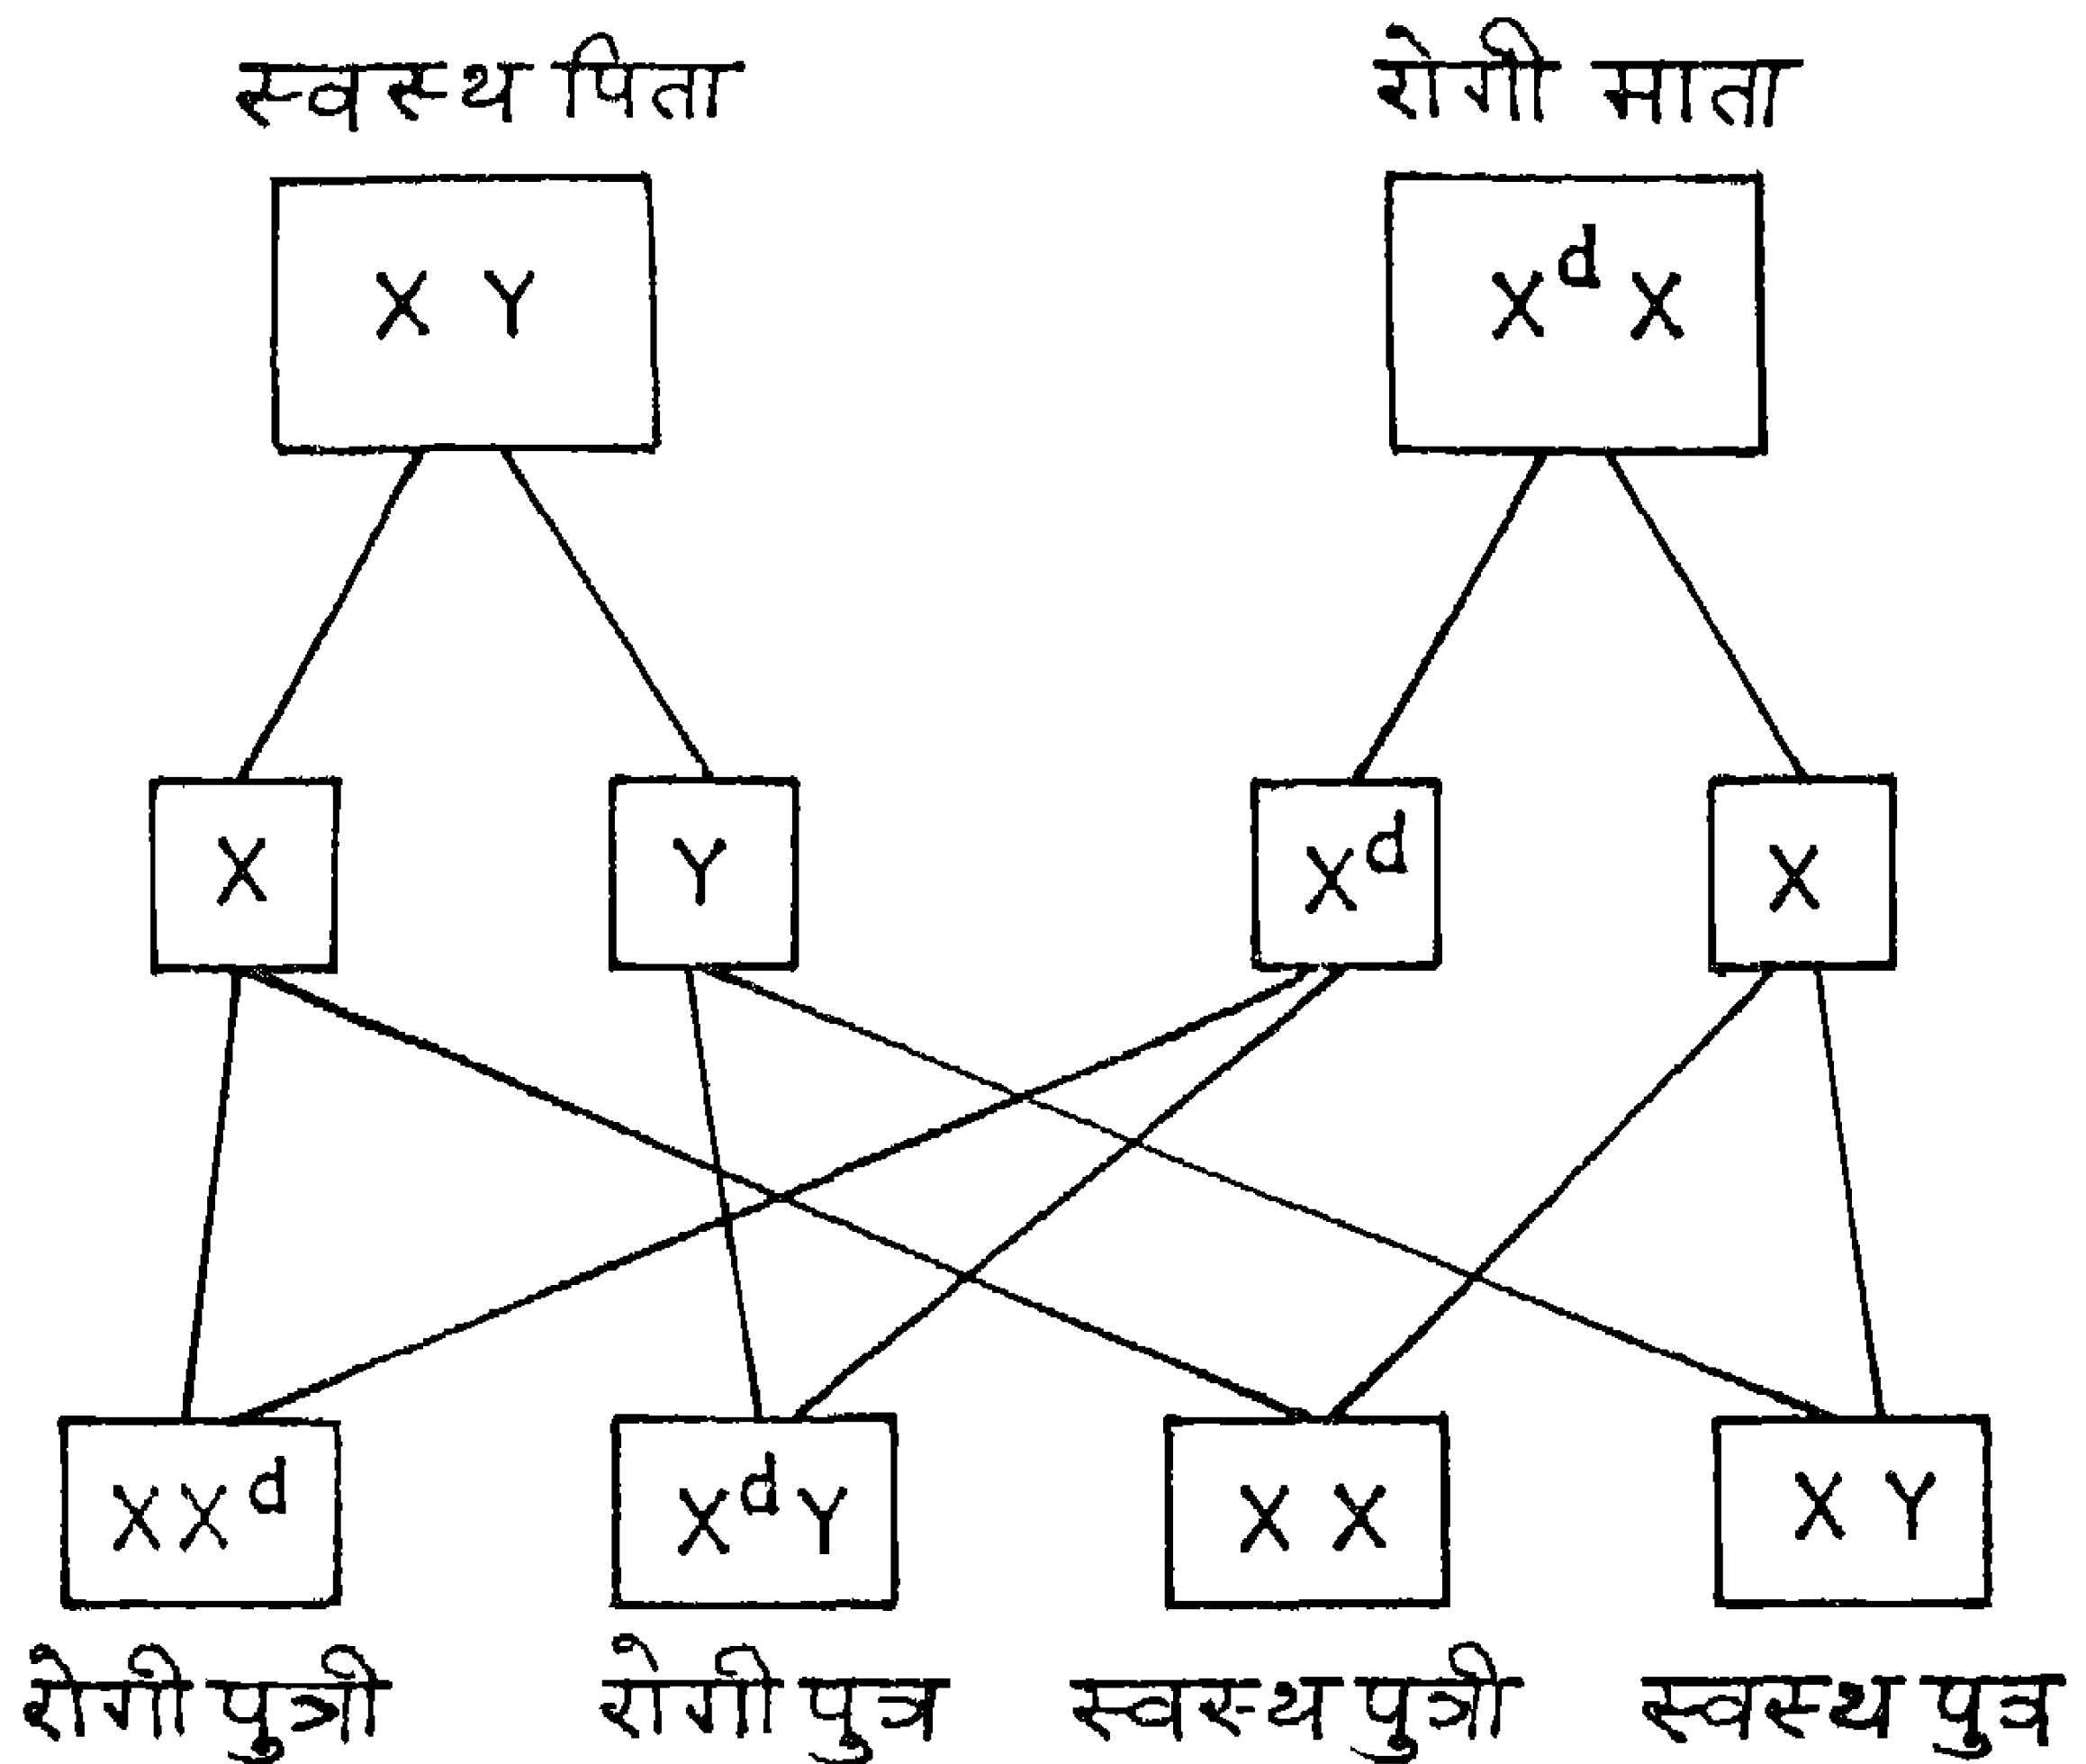 स्वस्थ पिता रोगी माता
X Y X^d X
X Y X^d X
XX^d X^d Y X X X Y
रोगी पुत्री रोगी पुत्र स्वस्थ पुत्री स्वस्थ पुत्र